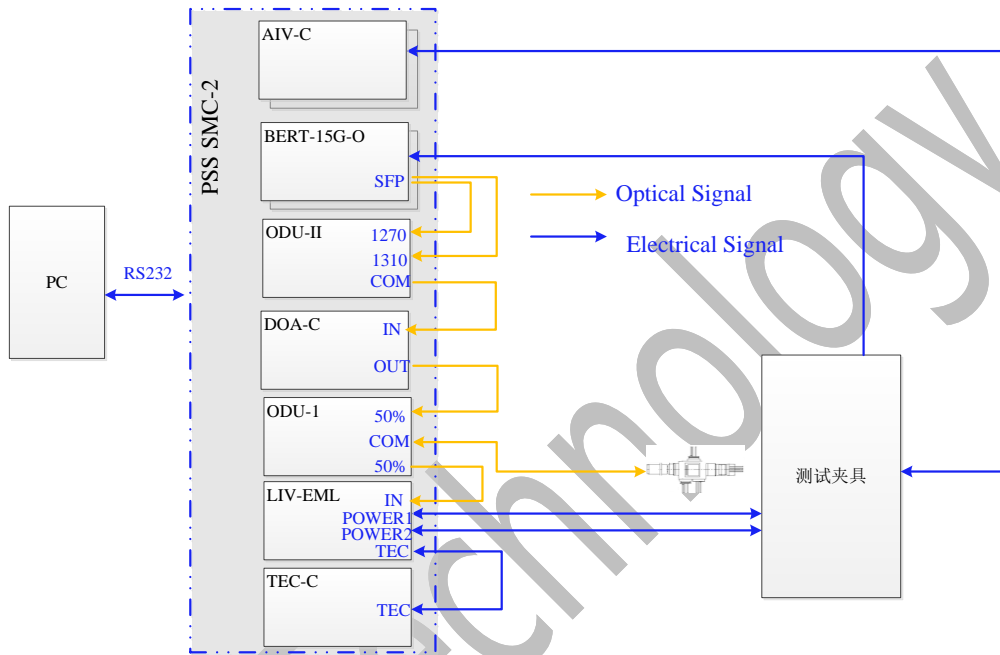 AIV-C
PSS SMC-2
BERT-15G-O
SFP
Optical Signal
ODU-II
1270
Electrical Signal
1310
RS232
COM
PC
DOA-C
IN
OUT
ODU-1
50%
COM
50%
测试夹具
LIV-EML
IN
POWER1
POWER2
TEC
TEC-C
TEC
Technology